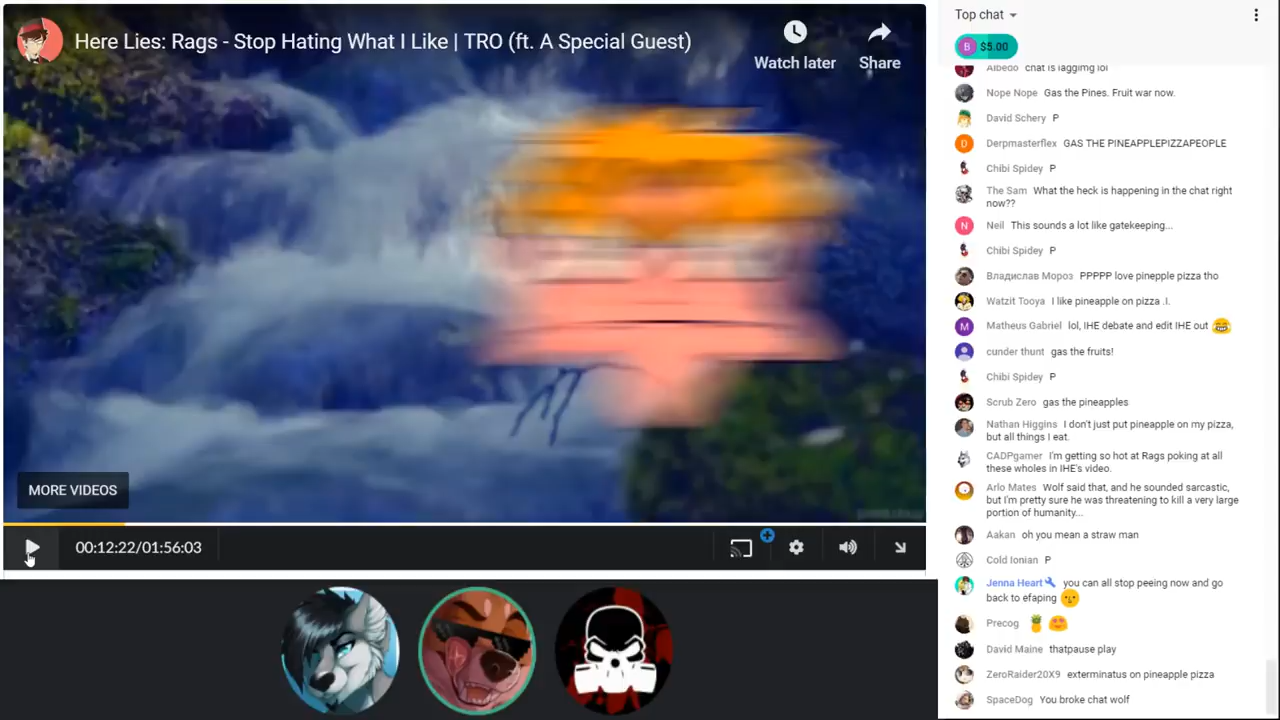 Here Lies: Rags - Stop Hating What I Like | TRO (ft. A Special Guest)
Watch later
Share
MORE VIDEOS
00:12:22/01:56:03
Top chat
B $5.00
Albedo chat is laggimg lol
Nope Nope Gas the Pines. Fruit war now.
David Schery P
D Derpmasterflex GAS THE PINEAPPLEPIZZAPEOPLE
Chibi Spidey P
The Sam What the heck is happening in the chat right
now??
N Neil This sounds a lot like gatekeeping...
Chibi Spidey P
Владислав Мороз PPPPP love pinepple pizza tho
Watzit Tooya I like pineapple on pizza .I.
M Matheus Gabriel lol, IHE debate and edit IHE out 😂
cunder thunt gas the fruits!
Chibi Spidey P
Scrub Zero gas the pineapples
Nathan Higgins I don't just put pineapple on my pizza,
but all things I eat.
CADPgamer I'm getting so hot at Rags poking at all
these wholes in IHE's video.
Arlo Mates Wolf said that, and he sounded sarcastic,
but I'm pretty sure he was threatening to kill a very large
portion of humanity...
Aakan oh you mean a straw man
Cold Ionian P
Jenna Heart you can all stop peeing now and go
back to efaping 🌝
Precog 🍍 😍
David Maine thatpause play
ZeroRaider20X9 exterminatus on pineapple pizza
SpaceDog You broke chat wolf